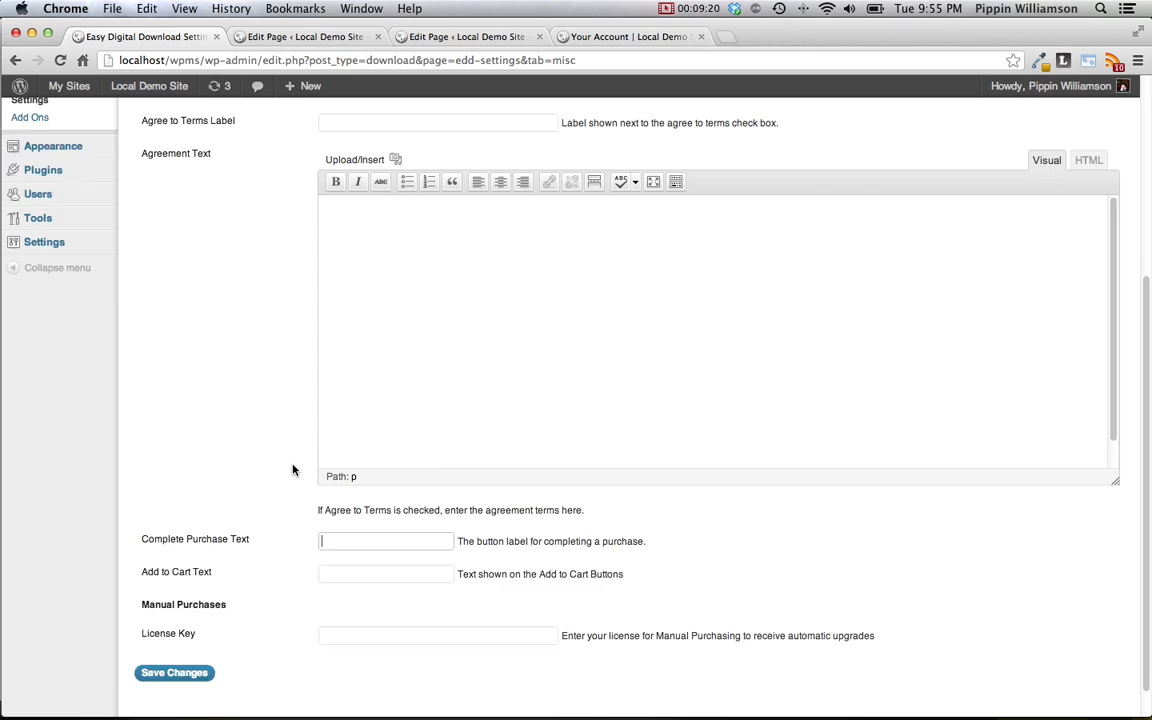 Chrome File Edit View History Bookmarks Window Help 00:09:20 Tue 9:55 PM Pippin Williamson
Easy Digital Download Settin Edit Page ‹ Local Demo Site - Edit Page ‹ Local Demo Site - Your Account | Local Demo S
localhost/wpms/wp-admin/edit.php?post_type=download&page=edd-settings&tab=misc
10
My Sites Local Demo Site 3 + New Howdy, Pippin Williamson
Settings
Add Ons
Appearance
Plugins
Users
Tools
Settings
Collapse menu
Agree to Terms Label Label shown next to the agree to terms check box.
Agreement Text Upload/Insert Visual HTML
B I ABC ABC
Path: p
If Agree to Terms is checked, enter the agreement terms here.
Complete Purchase Text The button label for completing a purchase.
Add to Cart Text Text shown on the Add to Cart Buttons
Manual Purchases
License Key Enter your license for Manual Purchasing to receive automatic upgrades
Save Changes